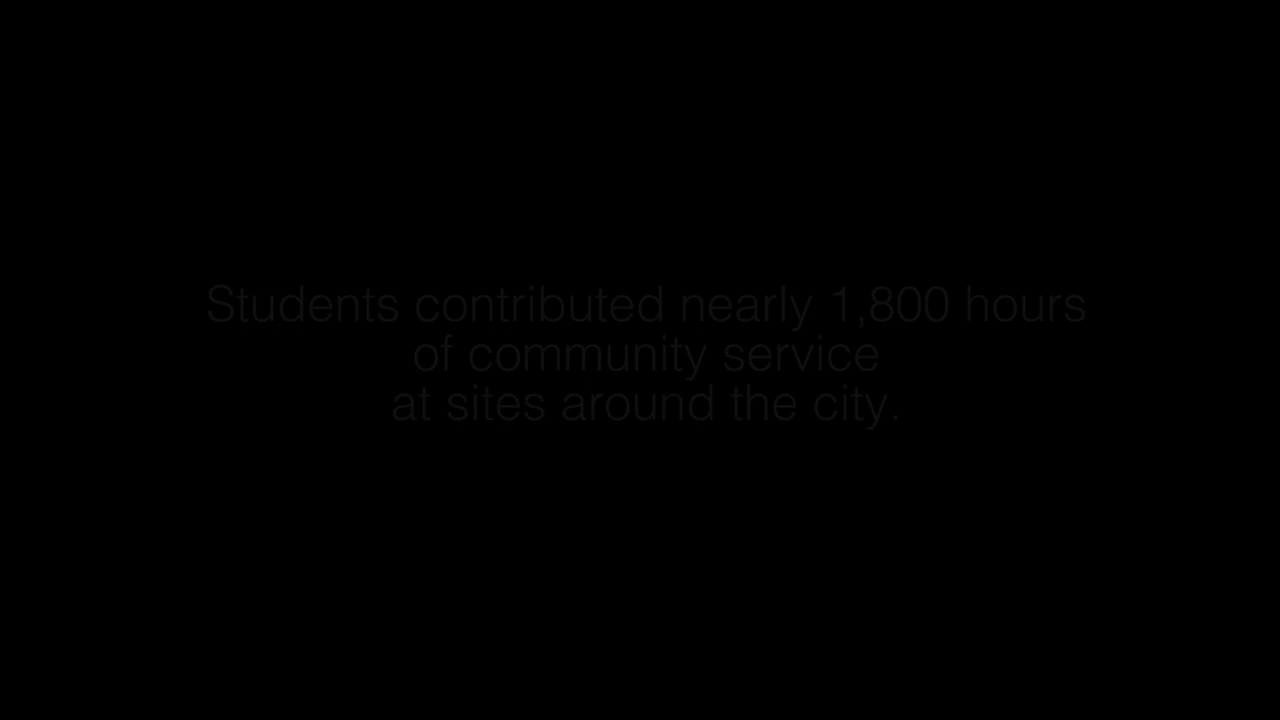 Students contributed nearly 1,800 hours
of community service
at sites around the city.